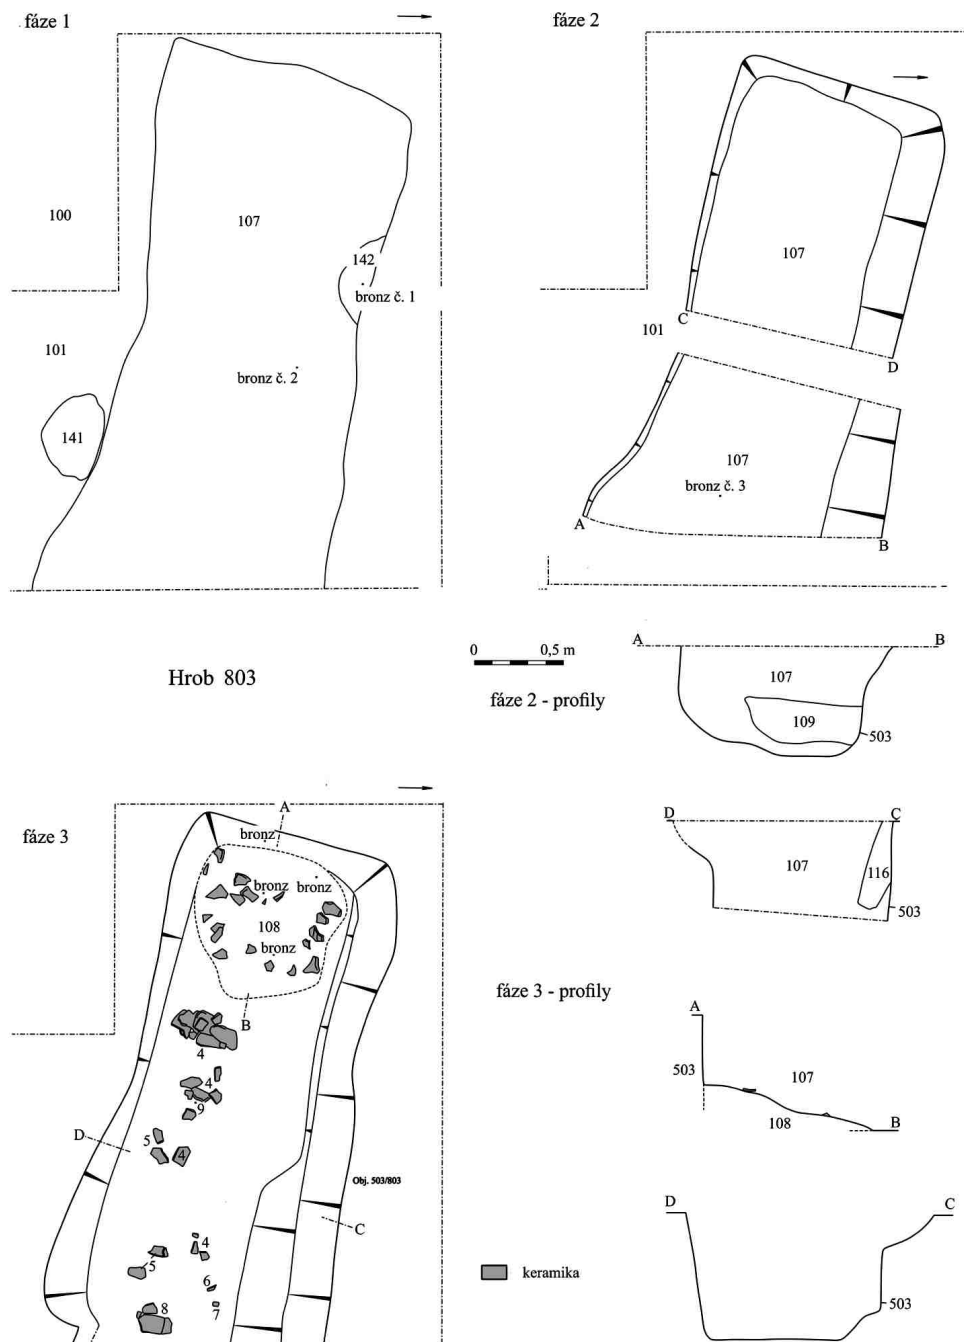 fáze 1
100
107
142
bronz č. 1
101
bronz č. 2
141
fáze 2
107
C
101
D
107
bronz č. 3
A
B
Hrob 803
0 0,5 m
fáze 2 - profily
A B
107
109
503
D C
107
116
503
fáze 3
A
bronz
bronz bronz
108
bronz
B
4
4
9
D
5
4
Obj. 503/803
C
4
5
6
8
7
fáze 3 - profily
A
503
107
108
B
D C
503
keramika